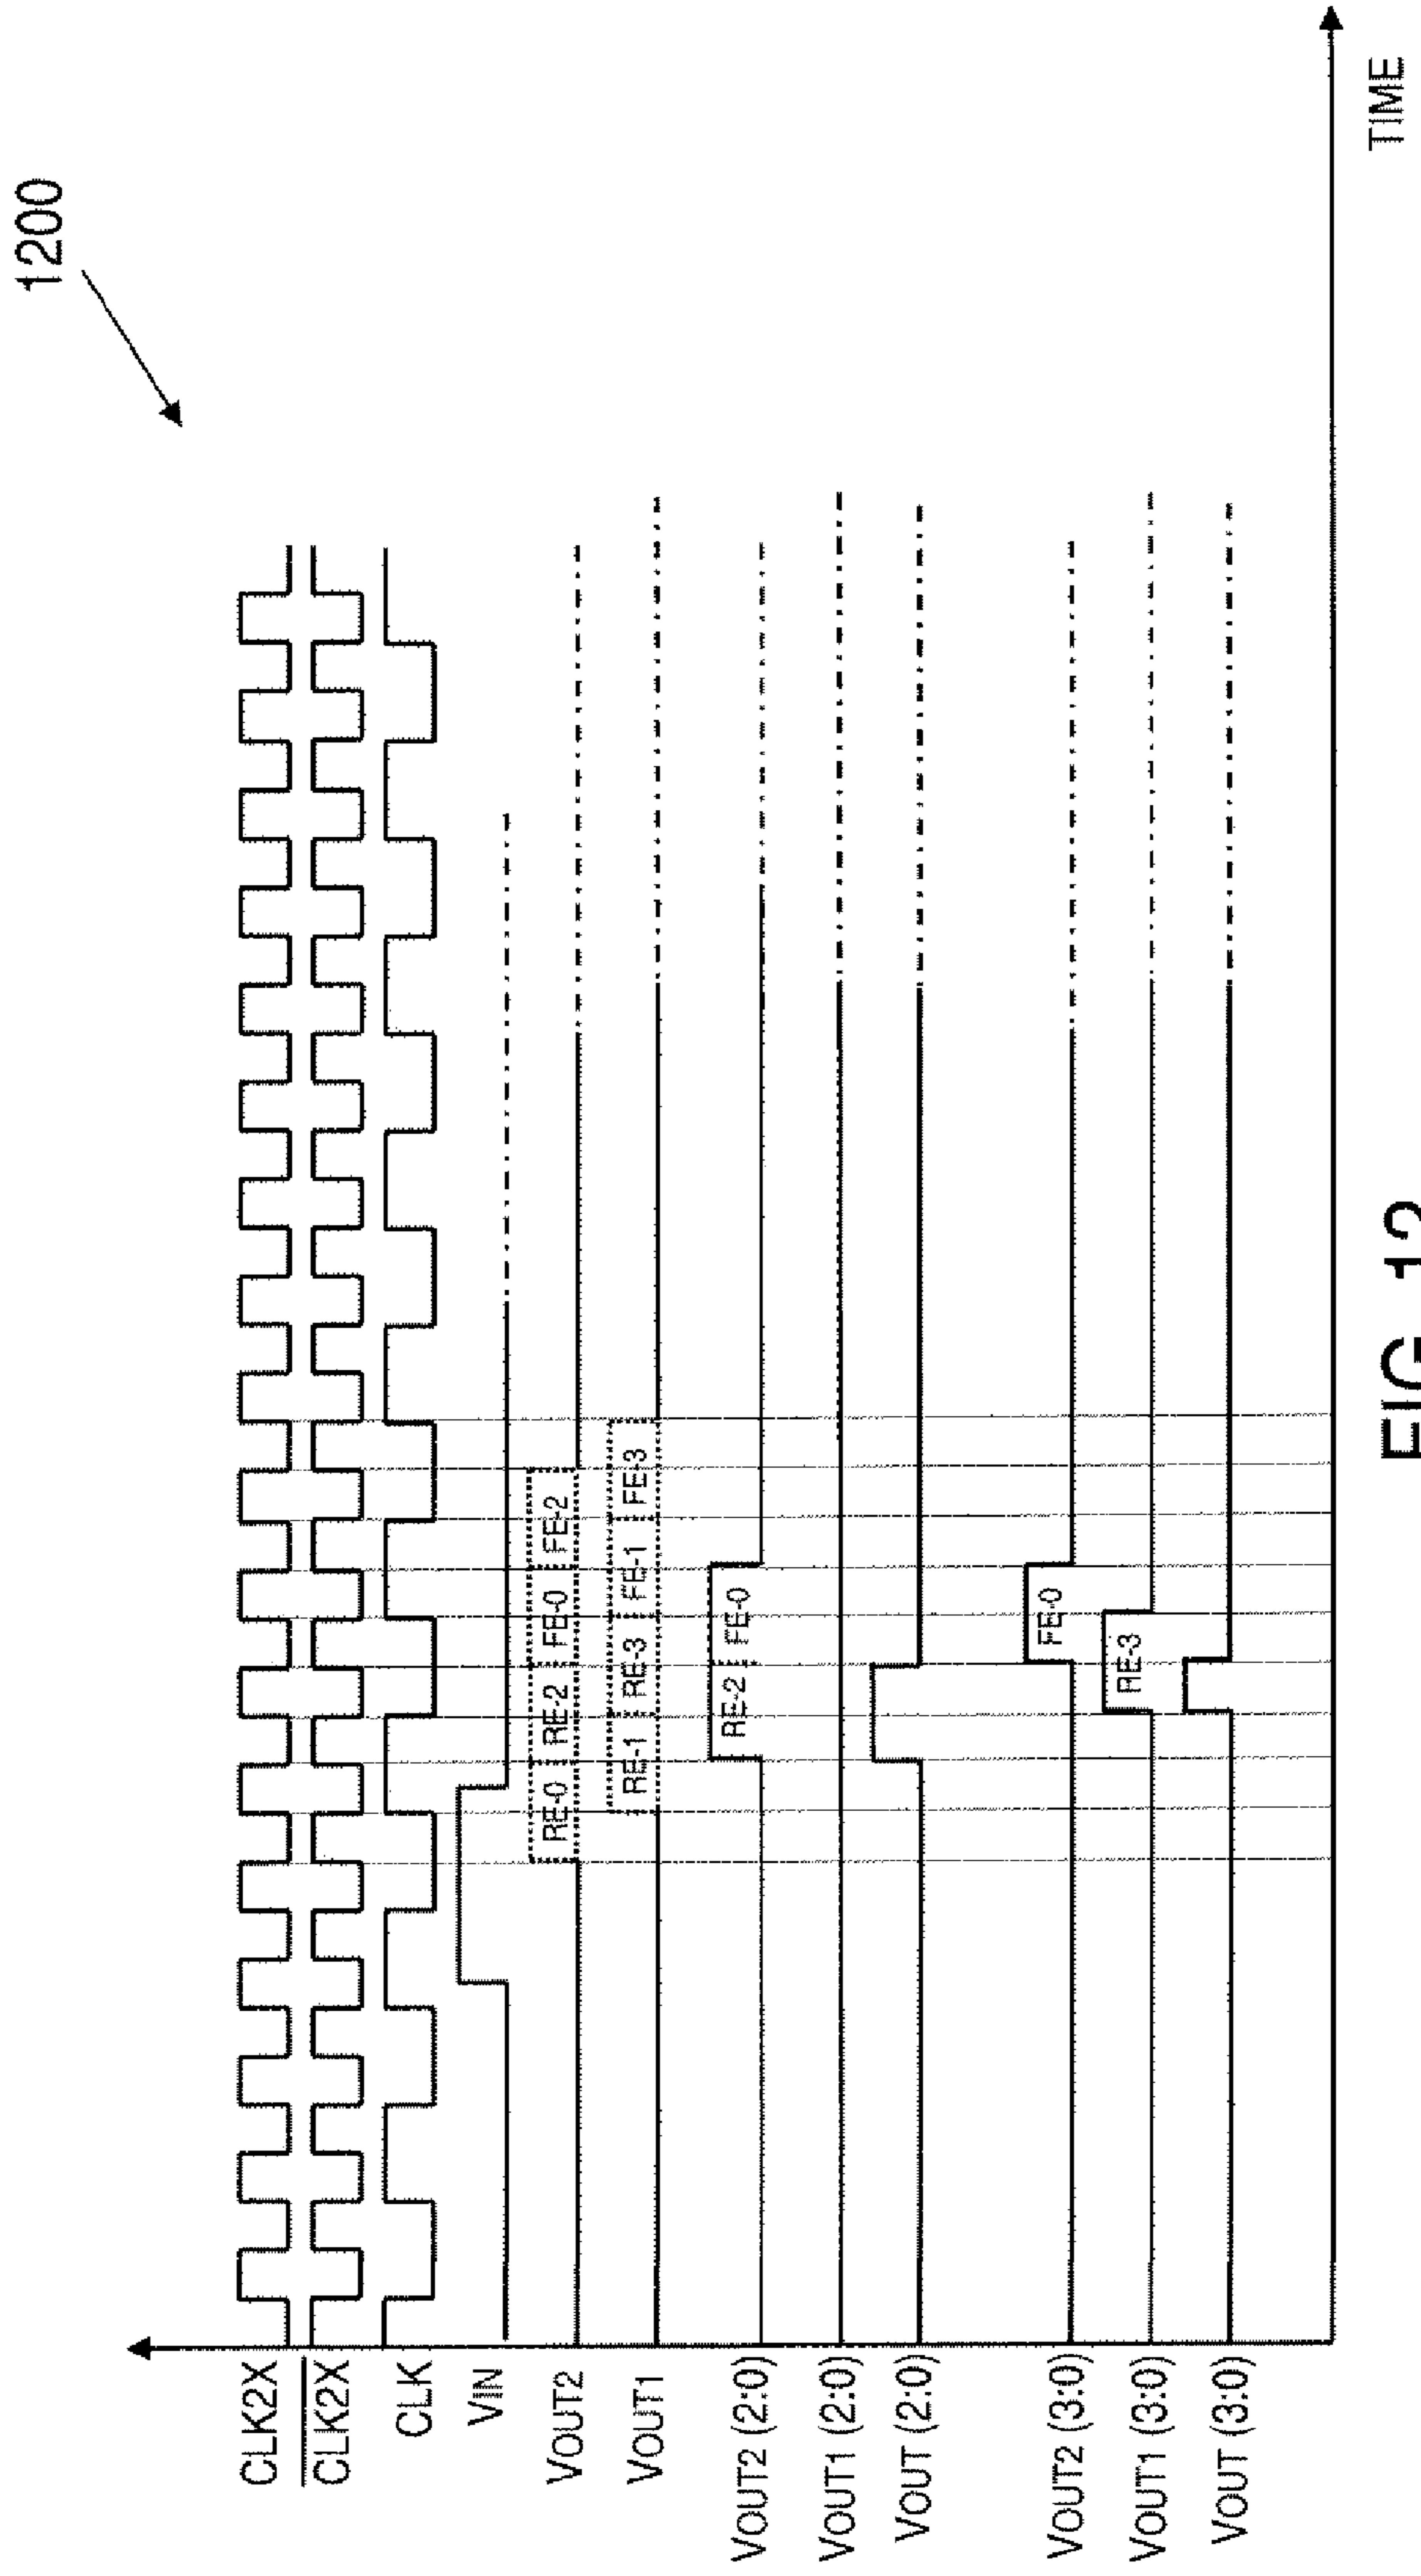 1200
CLK2X
CLK2X
CLK
VIN
VOUT2
RE-0 RE-2 FE-0 FE-2
VOUT1
RE-1 RE-3 FE-1 FE-3
VOUT2 (2:0)
RE-2 FE-0
VOUT1 (2:0)
VOUT (2:0)
VOUT2 (3:0)
FE-0
VOUT1 (3:0)
RE-3
VOUT (3:0)
TIME
FIG. 12